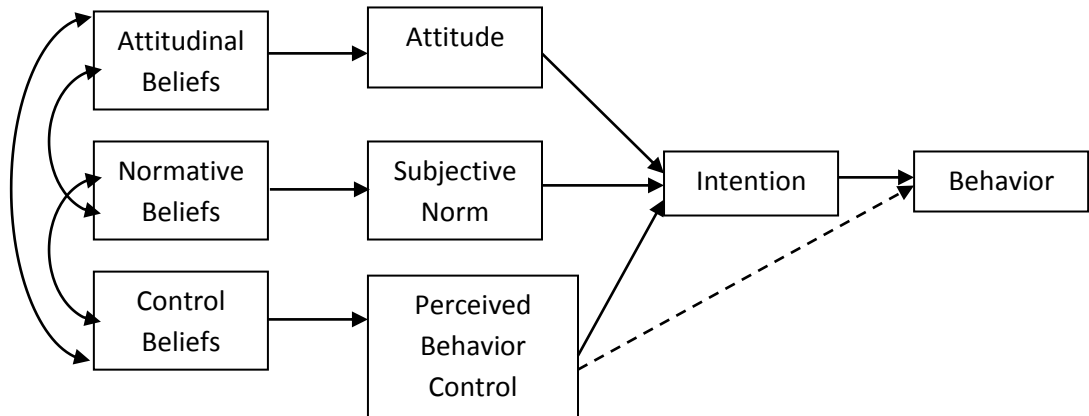 Attitudinal
Beliefs
Attitude
Normative
Beliefs
Subjective
Norm
Intention
Behavior
Control
Beliefs
Perceived
Behavior
Control